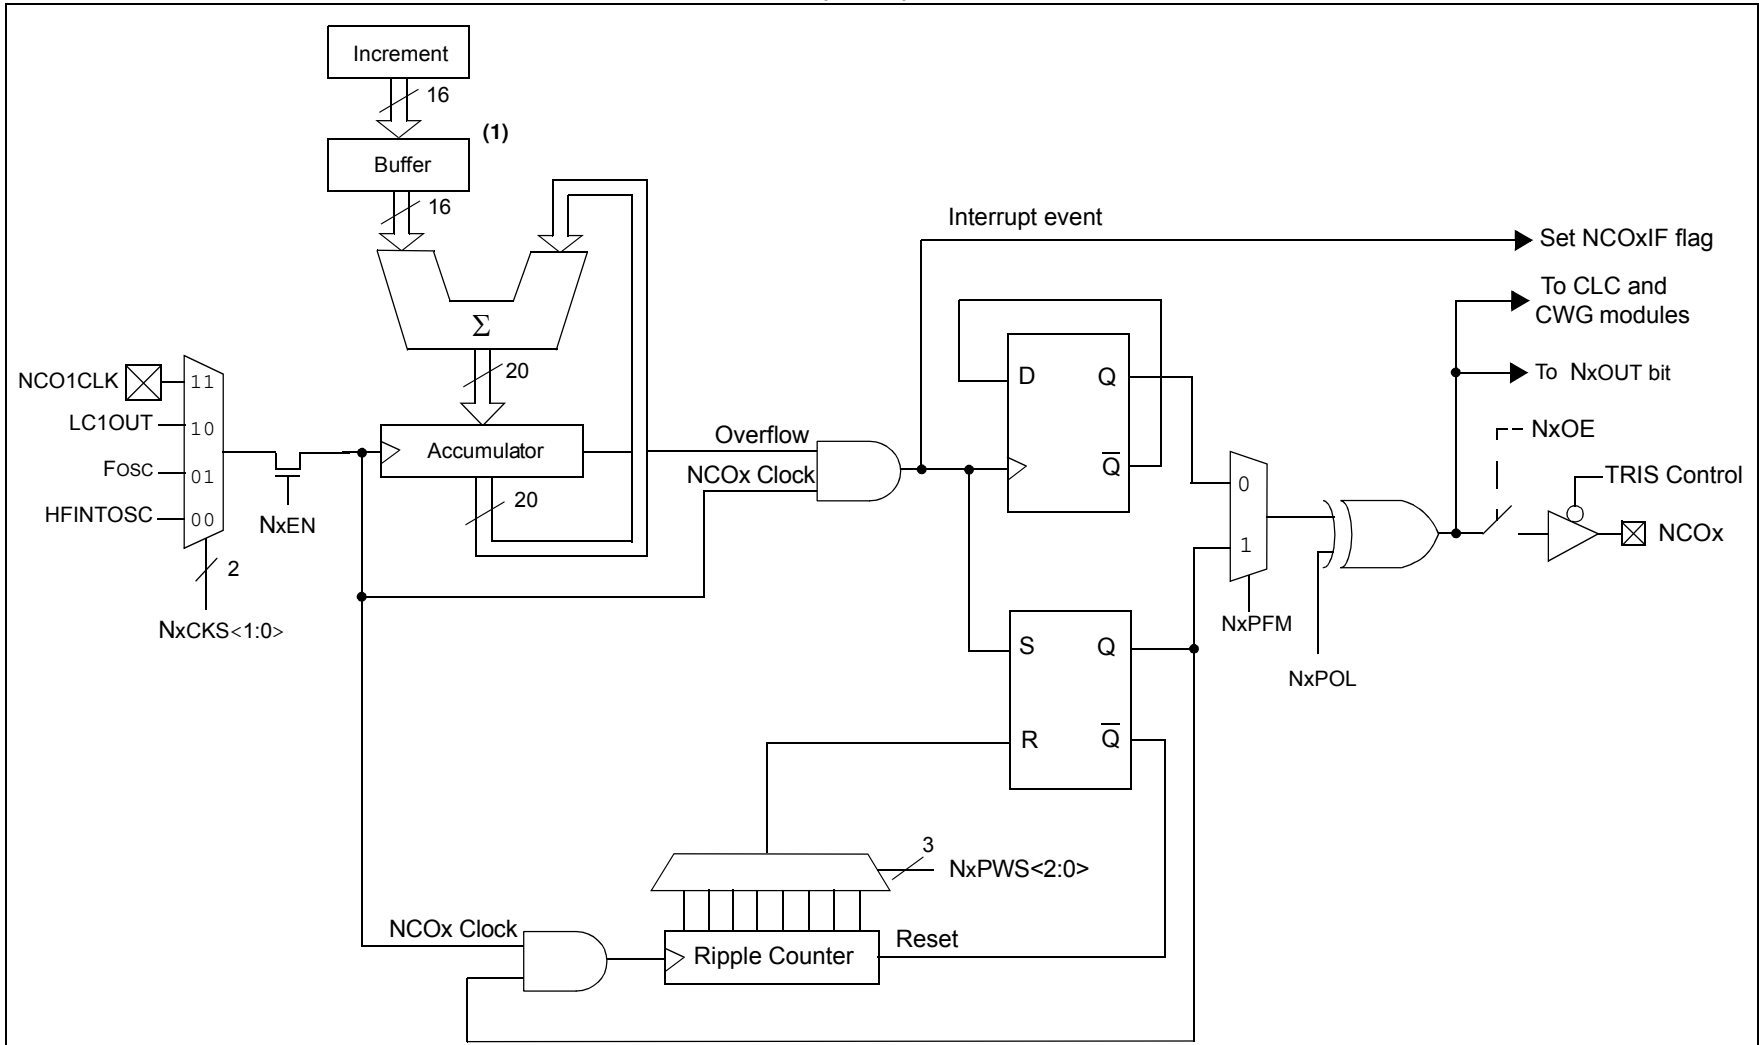 Increment
16
(1)
Buffer
16
Interrupt event
Set NCOxIF flag
To CLC and
CWG modules
Σ
D
Q
20
NCO1CLK
11
To NxOUT bit
LC1OUT
10
Overflow
NxOE
Accumulator
Q
FOSC
01
NCOx Clock
TRIS Control
0
20
HFINTOSC
00
NxEN
NCOx
1
2
NxCKS<1:0>
NxPFM
S
Q
NxPOL
R
Q
3
NxPWS<2:0>
NCOx Clock
Reset
Ripple Counter